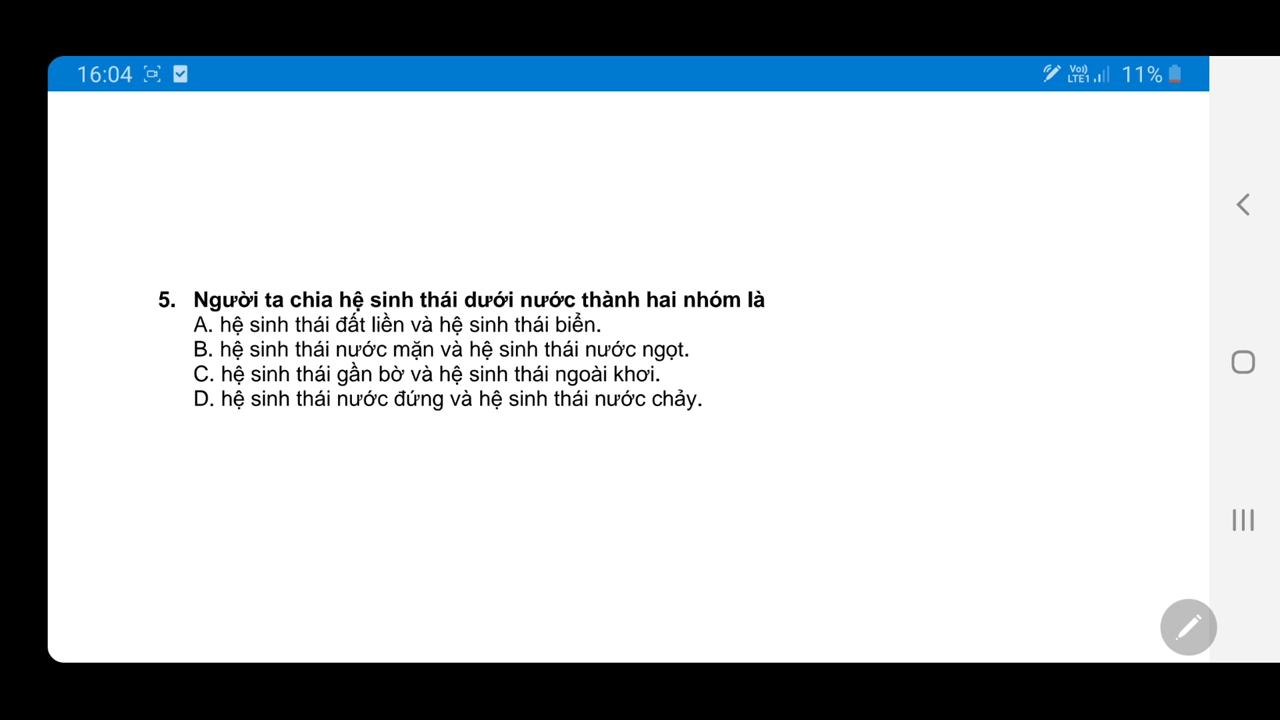 16:04 Vo)) LTE1 11%
5. Người ta chia hệ sinh thái dưới nước thành hai nhóm là
A. hệ sinh thái đất liền và hệ sinh thái biển.
B. hệ sinh thái nước mặn và hệ sinh thái nước ngọt.
C. hệ sinh thái gần bờ và hệ sinh thái ngoài khơi.
D. hệ sinh thái nước đứng và hệ sinh thái nước chảy.